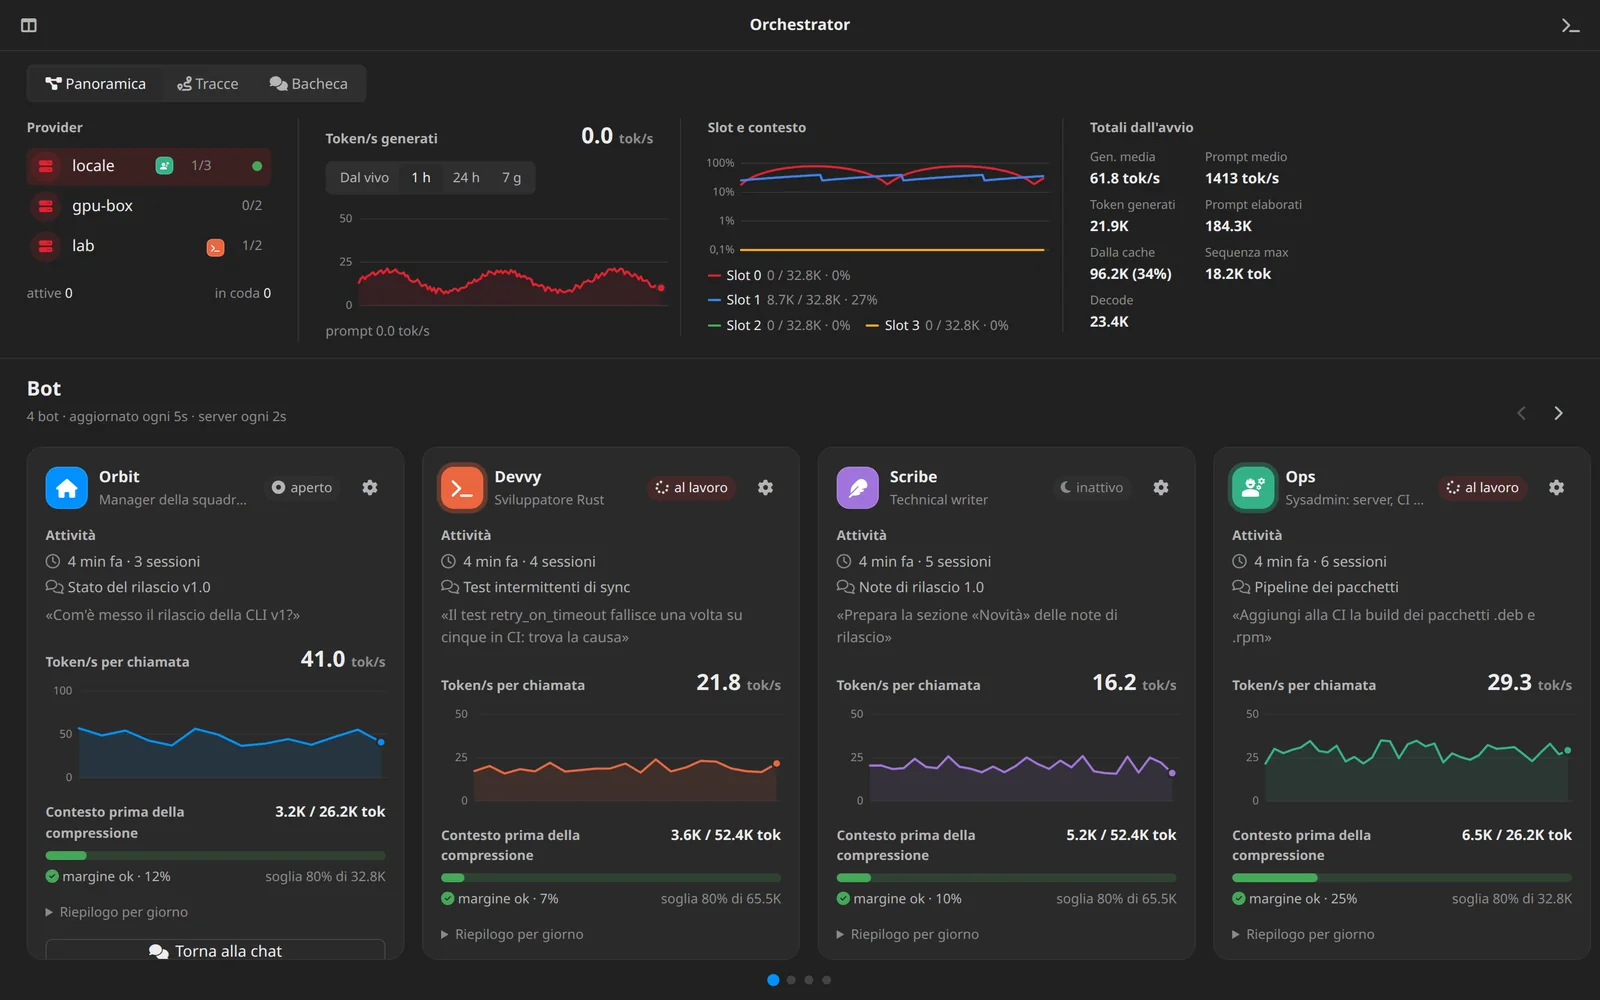 Orchestrator
Panoramica
Tracce
Bacheca
Provider
locale
1/3
gpu-box
0/2
lab
1/2
attive 0
in coda 0
Token/s generati
0.0 tok/s
Dal vivo
1 h
24 h
7 g
50
25
0
prompt 0.0 tok/s
Slot e contesto
100%
10%
1%
0,1%
Slot 0 0 / 32.8K · 0%
Slot 1 8.7K / 32.8K · 27%
Slot 2 0 / 32.8K · 0%
Slot 3 0 / 32.8K · 0%
Totali dall'avvio
Gen. media
61.8 tok/s
Prompt medio
1413 tok/s
Token generati
21.9K
Prompt elaborati
184.3K
Dalla cache
96.2K (34%)
Sequenza max
18.2K tok
Decode
23.4K
Bot
4 bot · aggiornato ogni 5s · server ogni 2s
Orbit
Manager della squadr...
aperto
Attività
4 min fa · 3 sessioni
Stato del rilascio v1.0
«Com'è messo il rilascio della CLI v1?»
Token/s per chiamata
41.0 tok/s
100
50
0
Contesto prima della
compressione
3.2K / 26.2K tok
margine ok · 12%
soglia 80% di 32.8K
Riepilogo per giorno
Torna alla chat
Devvy
Sviluppatore Rust
al lavoro
Attività
4 min fa · 4 sessioni
Test intermittenti di sync
«Il test retry_on_timeout fallisce una volta su
cinque in CI: trova la causa»
Token/s per chiamata
21.8 tok/s
50
25
0
Contesto prima della
compressione
3.6K / 52.4K tok
margine ok · 7%
soglia 80% di 65.5K
Riepilogo per giorno
Scribe
Technical writer
inattivo
Attività
4 min fa · 5 sessioni
Note di rilascio 1.0
«Prepara la sezione «Novità» delle note di
rilascio»
Token/s per chiamata
16.2 tok/s
50
25
0
Contesto prima della
compressione
5.2K / 52.4K tok
margine ok · 10%
soglia 80% di 65.5K
Riepilogo per giorno
Ops
Sysadmin: server, CI ...
al lavoro
Attività
4 min fa · 6 sessioni
Pipeline dei pacchetti
«Aggiungi alla CI la build dei pacchetti .deb e
.rpm»
Token/s per chiamata
29.3 tok/s
50
25
0
Contesto prima della
compressione
6.5K / 26.2K tok
margine ok · 25%
soglia 80% di 32.8K
Riepilogo per giorno